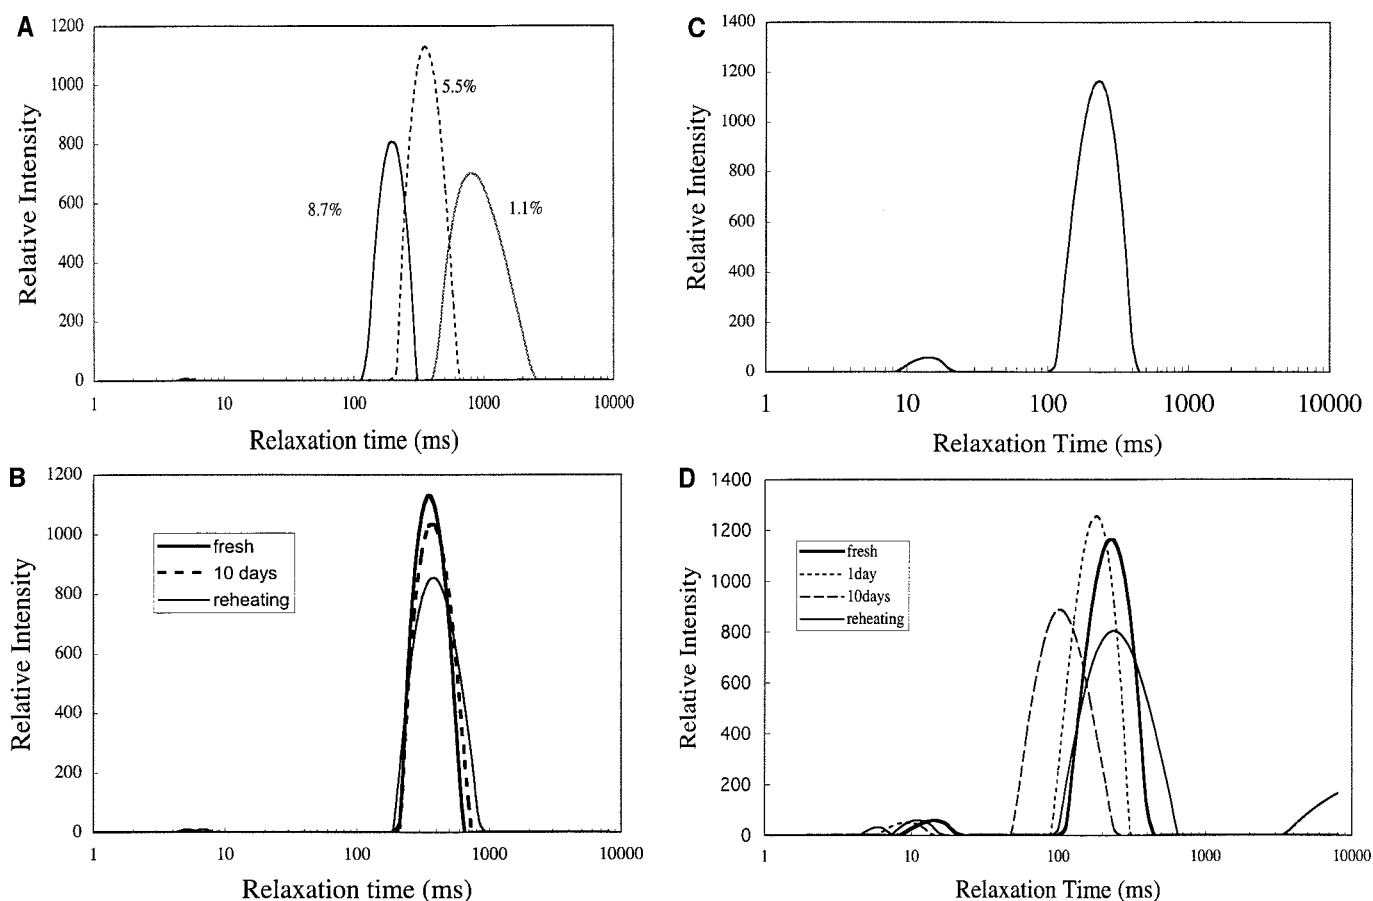 A
1200
1000
800
600
400
200
0
Relative Intensity
5.5%
8.7%
1.1%
1 10 100 1000 10000
Relaxation time (ms)
C
1400
1200
1000
800
600
400
200
0
Relative Intensity
1 10 100 1000 10000
Relaxation Time (ms)
B
1200
1000
800
600
400
200
0
Relative Intensity
fresh
10 days
reheating
1 10 100 1000 10000
Relaxation time (ms)
D
1400
1200
1000
800
600
400
200
0
Relative Intensity
fresh
1day
10days
reheating
1 10 100 1000 10000
Relaxation Time (ms)